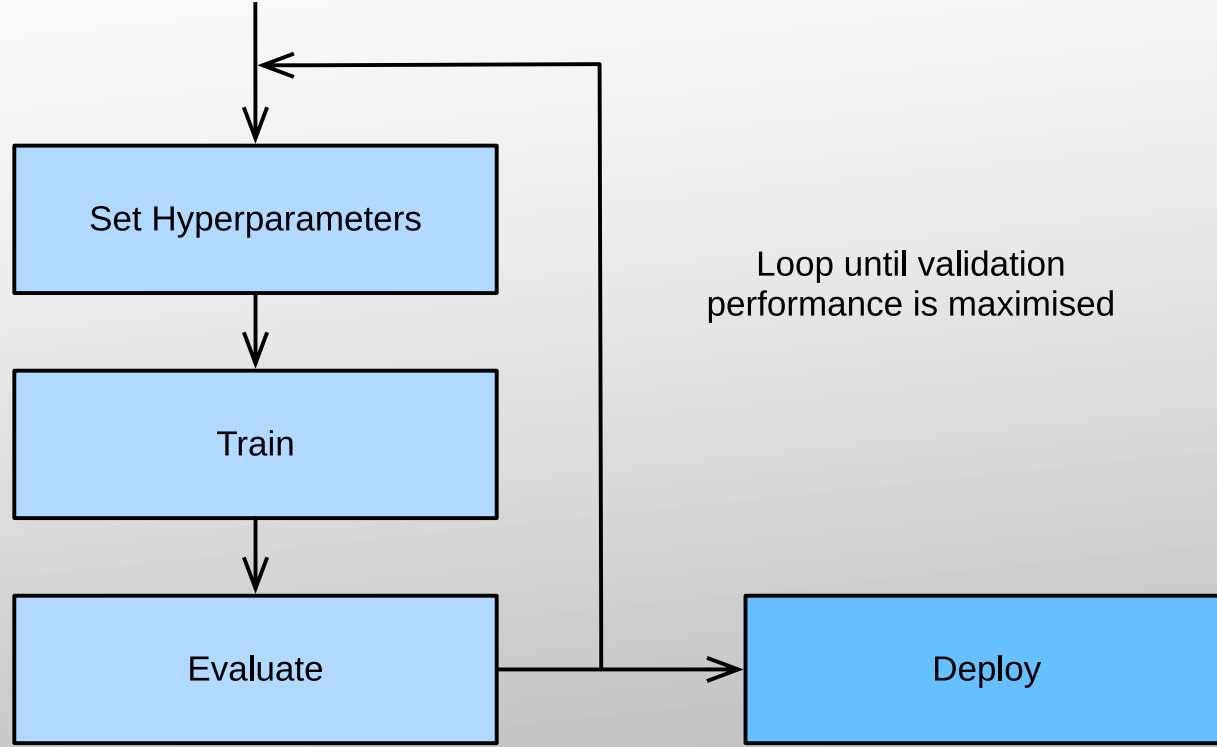 Set Hyperparameters
Loop until validation
performance is maximised
Train
Evaluate
Deploy